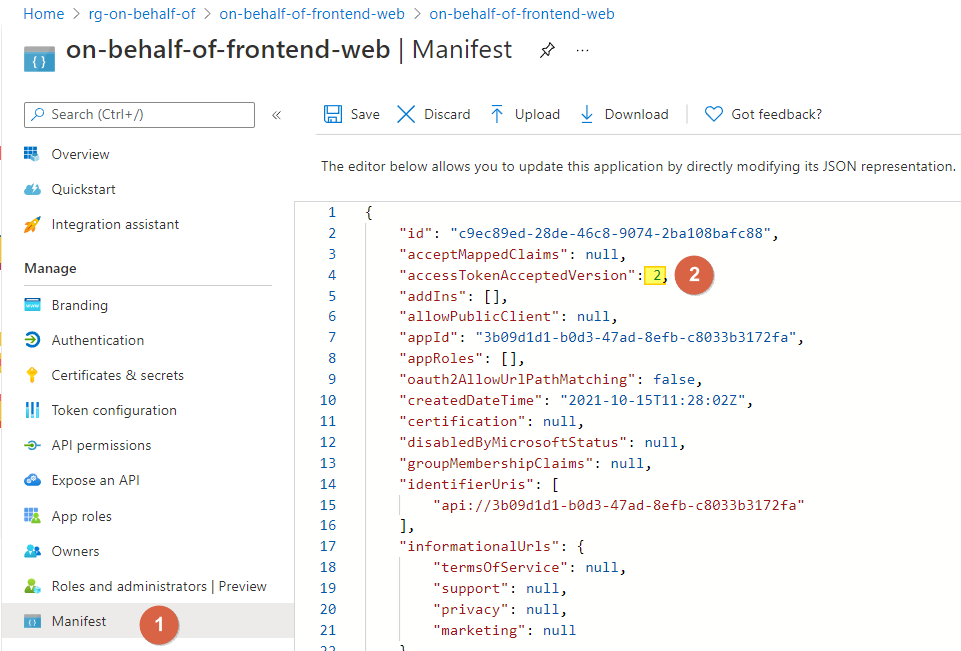 Home > rg-on-behalf-of > on-behalf-of-frontend-web > on-behalf-of-frontend-web
on-behalf-of-frontend-web | Manifest
Search (Ctrl+/)
Overview
Quickstart
Integration assistant
Manage
Branding
Authentication
Certificates & secrets
Token configuration
API permissions
Expose an API
App roles
Owners
Roles and administrators | Preview
Manifest
1
Save Discard Upload Download Got feedback?
The editor below allows you to update this application by directly modifying its JSON representation.
1 {
2 "id": "c9ec89ed-28de-46c8-9074-2ba108bafc88",
3 "acceptMappedClaims": null,
4 "accessTokenAcceptedVersion": 2, 2
5 "addIns": [],
6 "allowPublicClient": null,
7 "appId": "3b09d1d1-b0d3-47ad-8efb-c8033b3172fa",
8 "appRoles": [],
9 "oauth2AllowUrlPathMatching": false,
10 "createdDateTime": "2021-10-15T11:28:02Z",
11 "certification": null,
12 "disabledByMicrosoftStatus": null,
13 "groupMembershipClaims": null,
14 "identifierUris": [
15 "api://3b09d1d1-b0d3-47ad-8efb-c8033b3172fa"
16 ],
17 "informationalUrls": {
18 "termsOfService": null,
19 "support": null,
20 "privacy": null,
21 "marketing": null